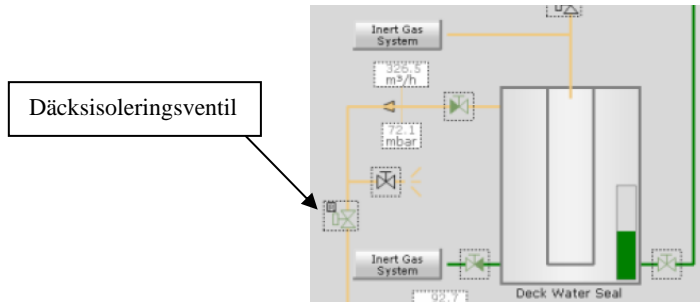 Inert Gas
System
326.5
m³/h
Däcksisoleringsventil
72.1
mbar
Inert Gas
System
Deck Water Seal
92.7